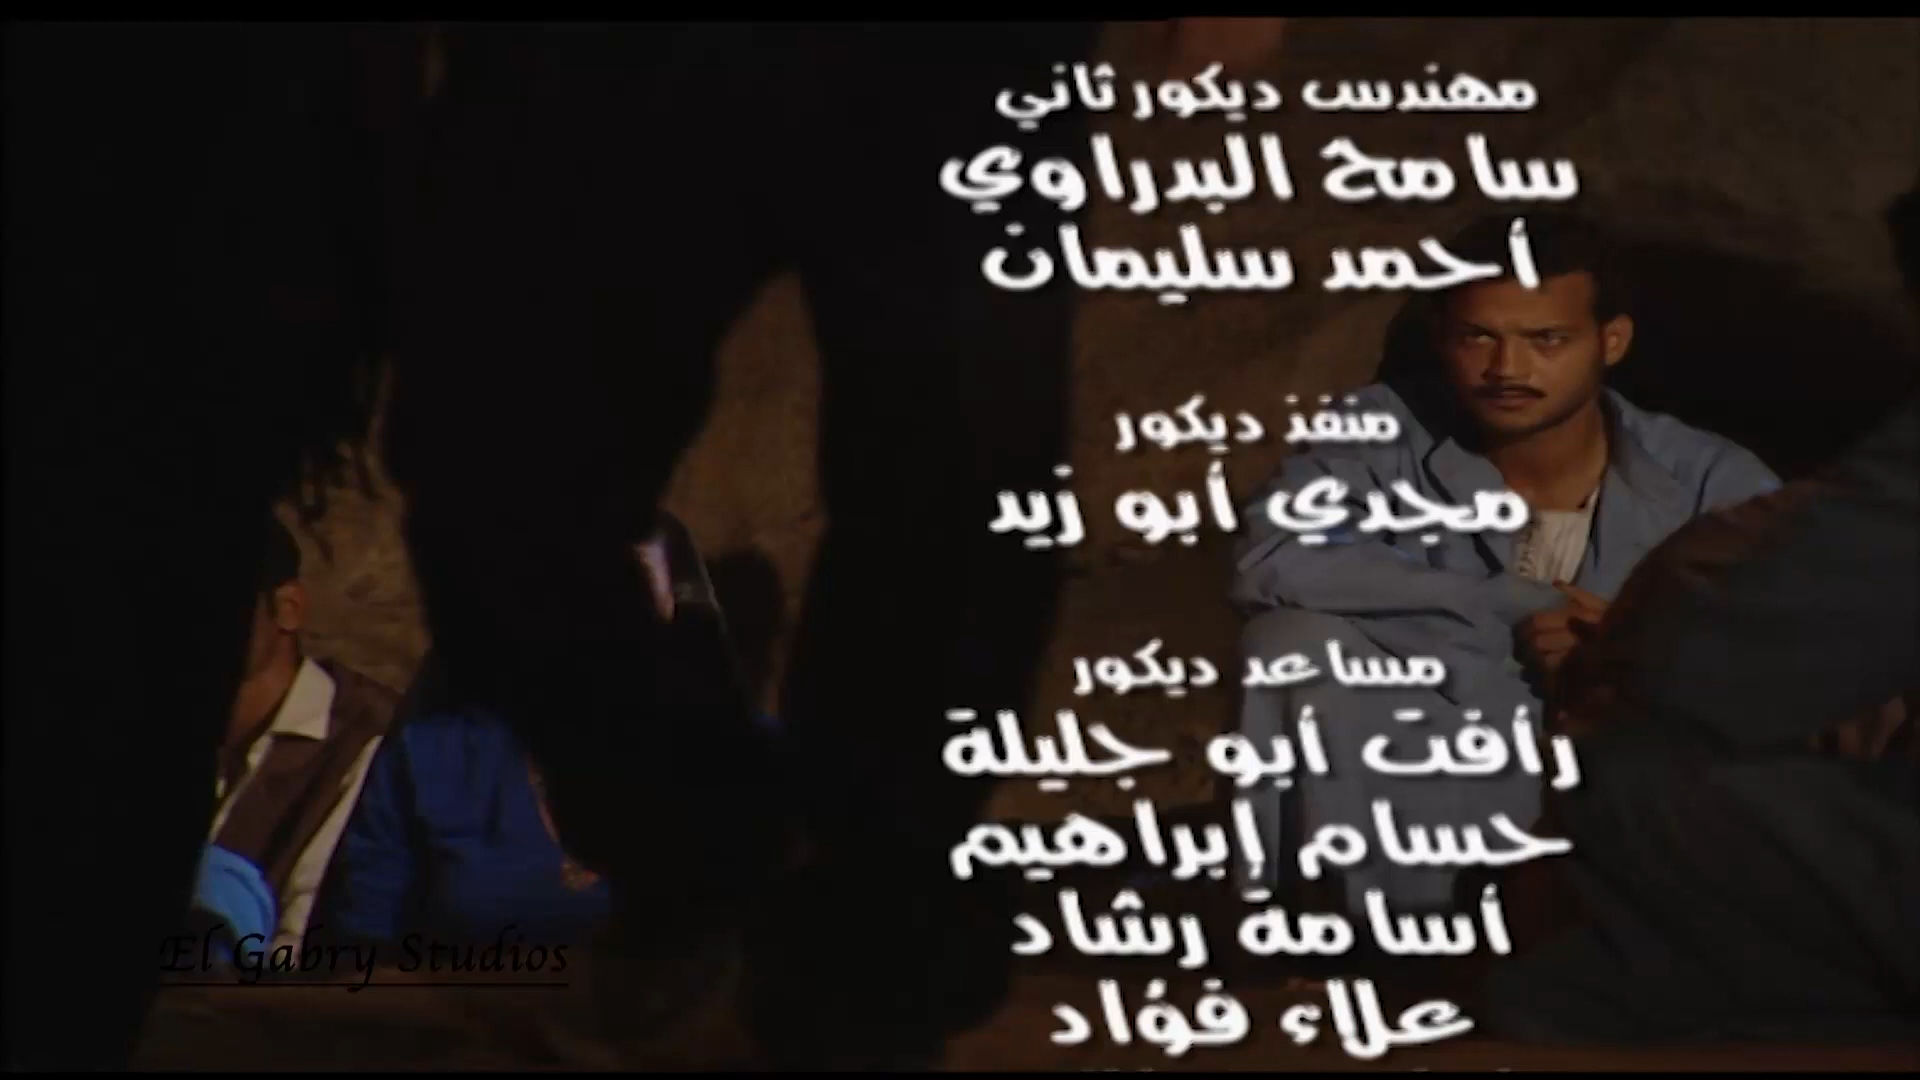 مهندس ديكور ثاني
سامح البدراوي
أحمد سليمان
منفذ ديكور
مجدي أبو زيد
مساعد ديكور
رأفت أبو جليلة
حسام إبراهيم
أسامة رشاد
علاء فؤاد
El Gabry Studios